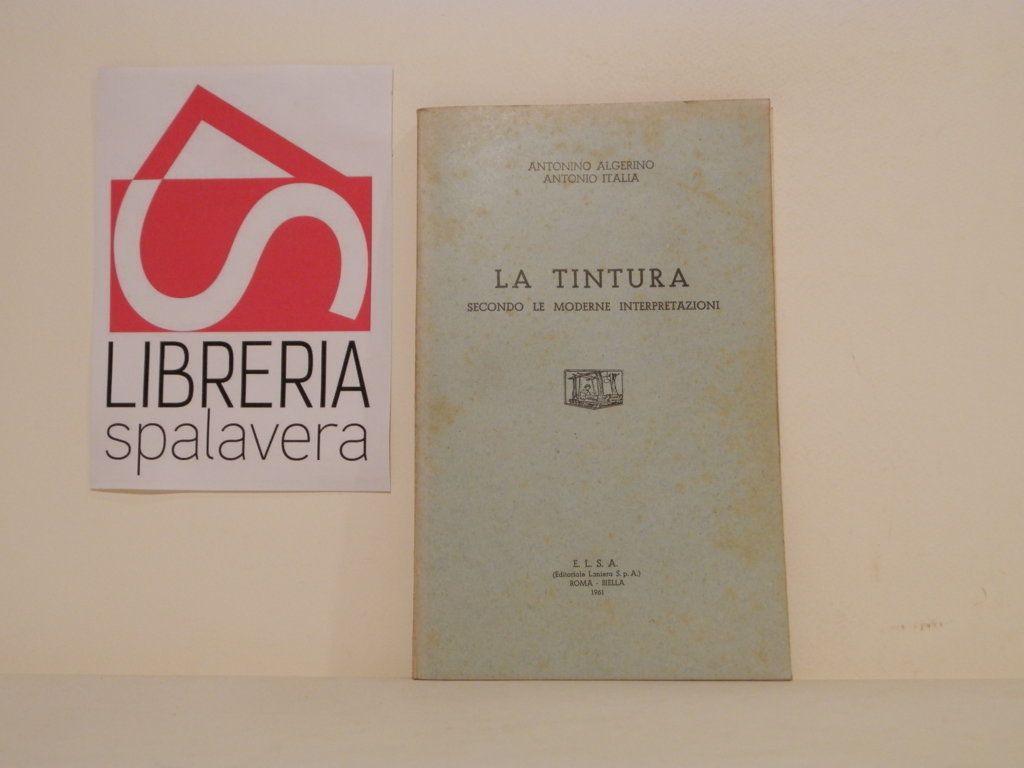 LIBRERIA
spalavera
ANTONINO ALGERINO
ANTONIO ITALIA
LA TINTURA
SECONDO LE MODERNE INTERPRETAZIONI
E. L. S. A.
(Editoriale Laniera S. p. A.)
ROMA - BIELLA
1961